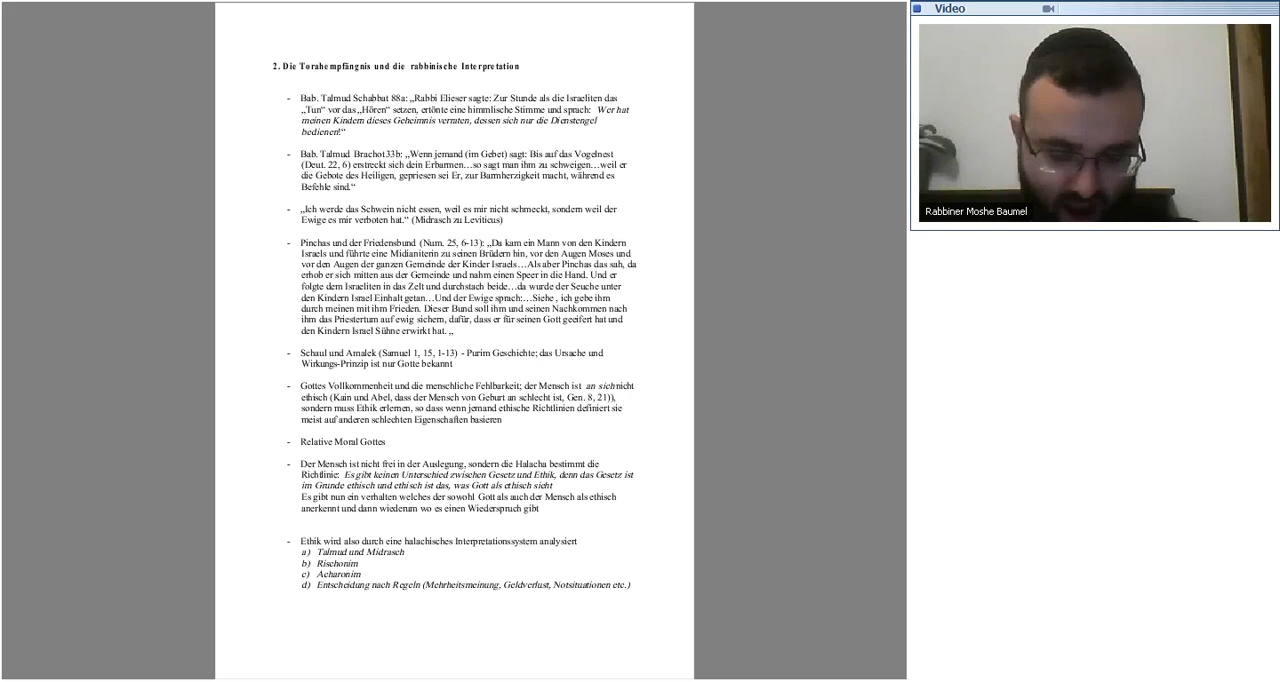 2. Die Torahempfängnis und die rabbinische Interpretation
- Bab. Talmud Schabbat 88a: „Rabbi Elieser sagte: Zur Stunde als die Israeliten das
„Tun“ vor das „Hören“ setzen, ertönte eine himmlische Stimme und sprach: Wer hat
meinen Kindern dieses Geheimnis verraten, dessen sich nur die Dienstengel
bedienen!“
- Bab. Talmud Brachot33b: „Wenn jemand (im Gebet) sagt: Bis auf das Vogelnest
(Deut. 22, 6) erstreckt sich dein Erbarmen…so sagt man ihm zu schweigen…weil er
die Gebote des Heiligen, gepriesen sei Er, zur Barmherzigkeit macht, während es
Befehle sind.“
- „Ich werde das Schwein nicht essen, weil es mir nicht schmeckt, sondern weil der
Ewige es mir verboten hat.“ (Midrasch zu Leviticus)
- Pinchas und der Friedensbund (Num. 25, 6-13): „Da kam ein Mann von den Kindern
Israels und führte eine Midianiterin zu seinen Brüdern hin, vor den Augen Moses und
vor den Augen der ganzen Gemeinde der Kinder Israels…Als aber Pinchas das sah, da
erhob er sich mitten aus der Gemeinde und nahm einen Speer in die Hand. Und er
folgte dem Israeliten in das Zelt und durchstach beide…da wurde der Seuche unter
den Kindern Israel Einhalt getan…Und der Ewige sprach:…Siehe , ich gebe ihm
durch meinen mit ihm Frieden. Dieser Bund soll ihm und seinen Nachkommen nach
ihm das Priestertum auf ewig sichern, dafür, dass er für seinen Gott geeifert hat und
den Kindern Israel Sühne erwirkt hat. „
- Schaul und Amalek (Samuel 1, 15, 1-13) - Purim Geschichte; das Ursache und
Wirkungs-Prinzip ist nur Gotte bekannt
- Gottes Vollkommenheit und die menschliche Fehlbarkeit; der Mensch ist an sich nicht
ethisch (Kain und Abel, dass der Mensch von Geburt an schlecht ist, Gen. 8, 21)),
sondern muss Ethik erlernen, so dass wenn jemand ethische Richtlinien definiert sie
meist auf anderen schlechten Eigenschaften basieren
- Relative Moral Gottes
- Der Mensch ist nicht frei in der Auslegung, sondern die Halacha bestimmt die
Richtlinie: Es gibt keinen Unterschied zwischen Gesetz und Ethik, denn das Gesetz ist
im Grunde ethisch und ethisch ist das, was Gott als ethisch sieht
Es gibt nun ein verhalten welches der sowohl Gott als auch der Mensch als ethisch
anerkennt und dann wiederum wo es einen Wiederspruch gibt
- Ethik wird also durch eine halachisches Interpretationssystem analysiert
a) Talmud und Midrasch
b) Rischonim
c) Acharonim
d) Entscheidung nach Regeln (Mehrheitsmeinung, Geldverlust, Notsituationen etc.)
Video
Rabbiner Moshe Baumel